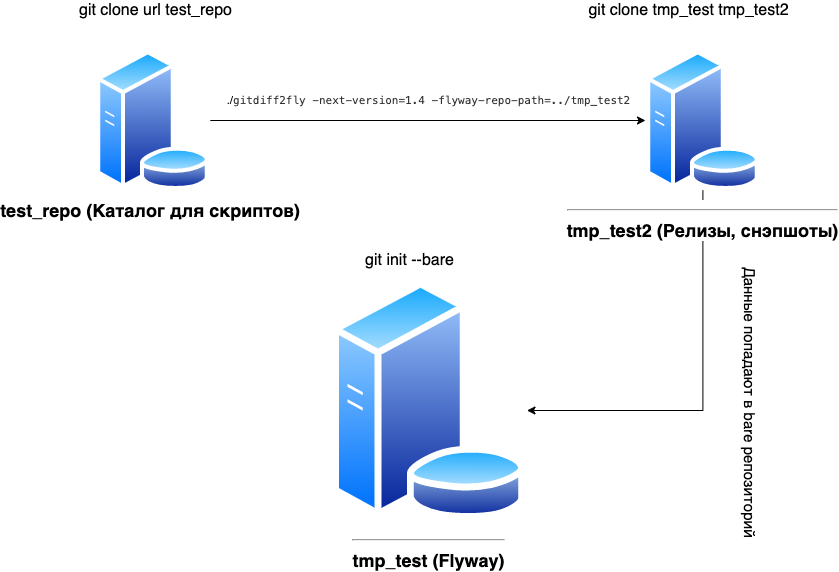 git clone url test_repo
git clone tmp_test tmp_test2
./gitdiff2fly -next-version=1.4 -flyway-repo-path=../tmp_test2
test_repo (Каталог для скриптов)
tmp_test2 (Релизы, снэпшоты)
git init --bare
Данные попадают в bare репозиторий
tmp_test (Flyway)